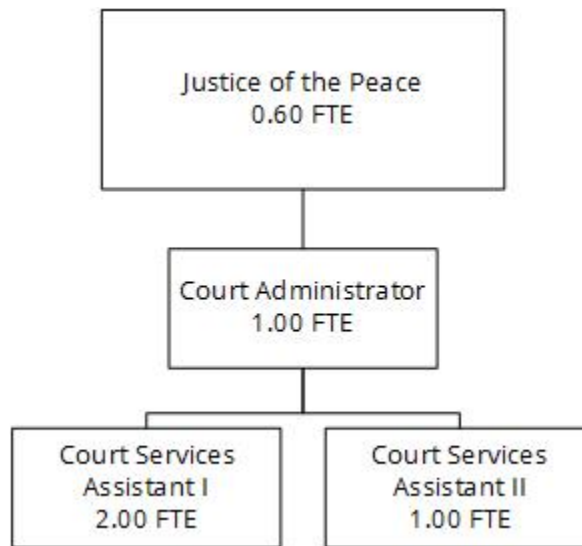 Justice of the Peace
0.60 FTE
Court Administrator
1.00 FTE
Court Services
Assistant I
2.00 FTE
Court Services
Assistant II
1.00 FTE